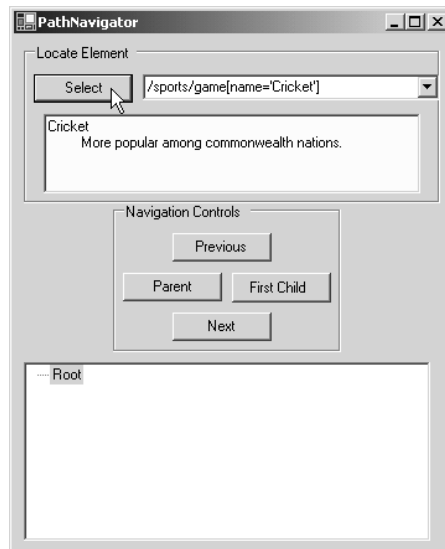 PathNavigator
Locate Element
Select
/sports/game[name='Cricket']
Cricket
More popular among commonwealth nations.
Navigation Controls
Previous
Parent
First Child
Next
Root